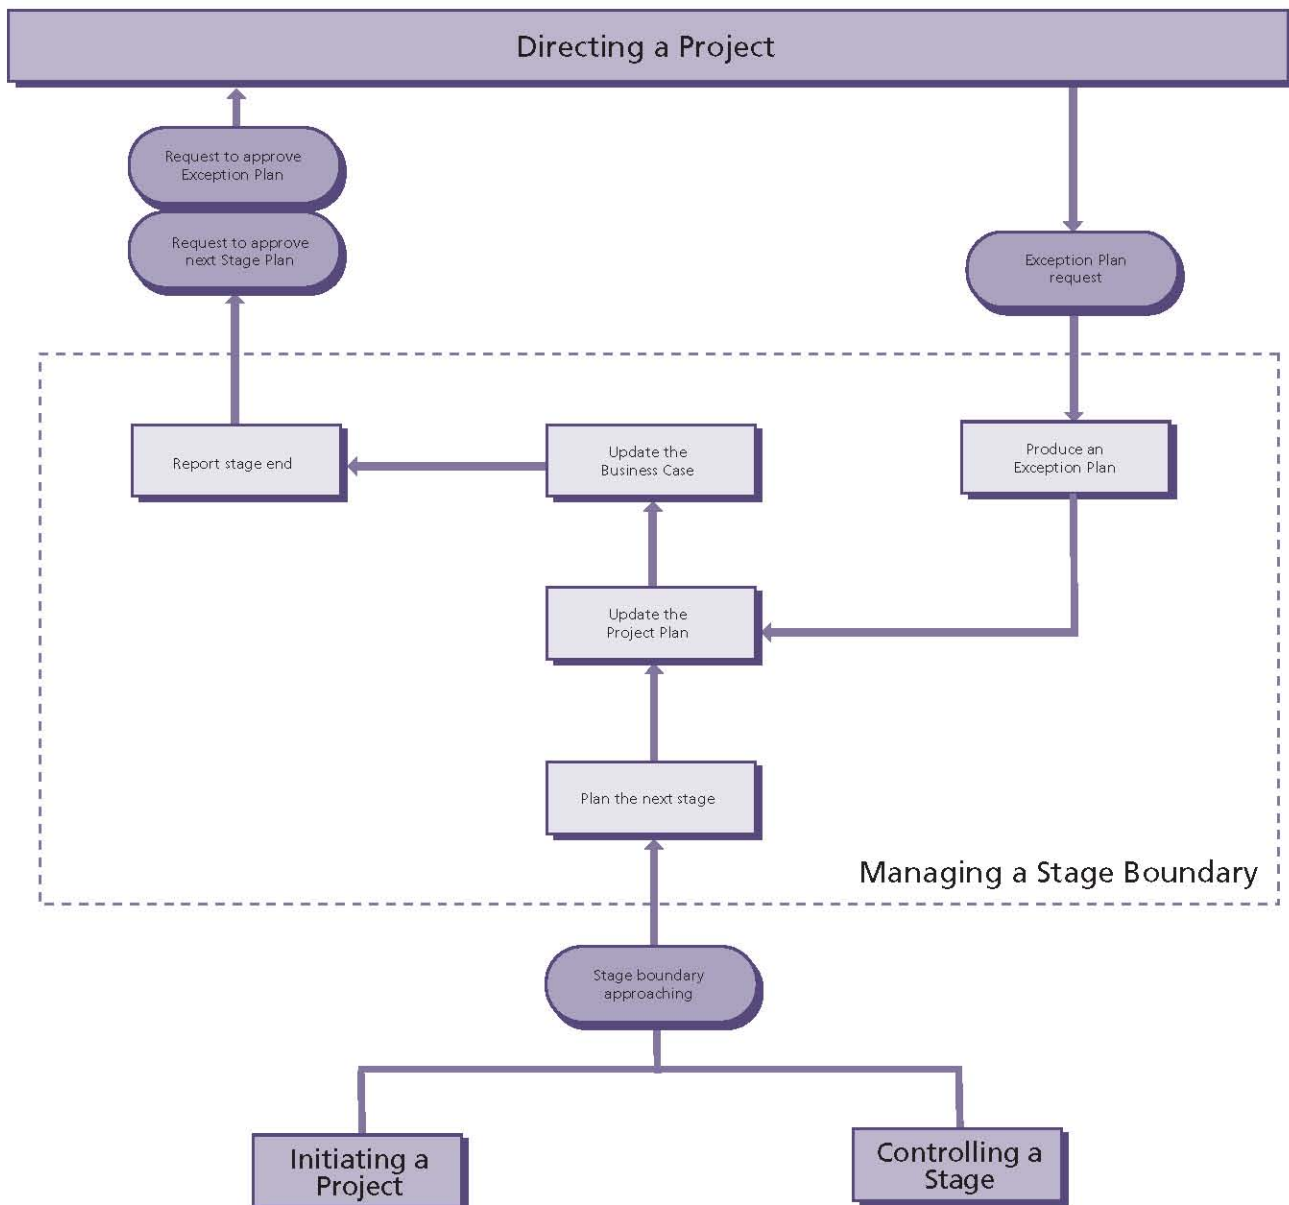 Directing a Project
Request to approve
Exception Plan
Request to approve
next Stage Plan
Exception Plan
request
Report stage end
Update the
Business Case
Produce an
Exception Plan
Update the
Project Plan
Plan the next stage
Managing a Stage Boundary
Stage boundary
approaching
Initiating a
Project
Controlling a
Stage